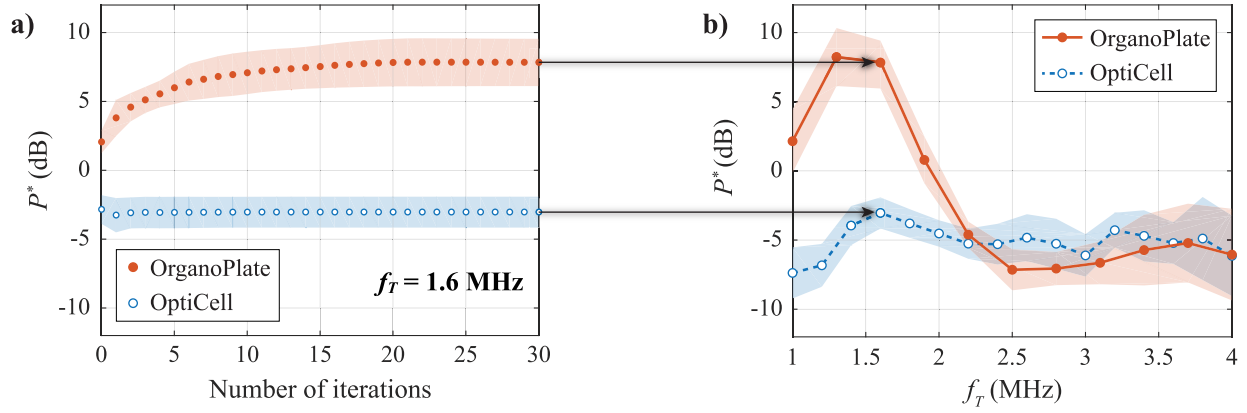 a)
10
5
0
-5
-10
P* (dB)
OrganoPlate
OptiCell
f_T = 1.6 MHz
0 5 10 15 20 25 30
Number of iterations
b)
10
5
0
-5
-10
P* (dB)
OrganoPlate
OptiCell
1 1.5 2 2.5 3 3.5 4
f_T (MHz)